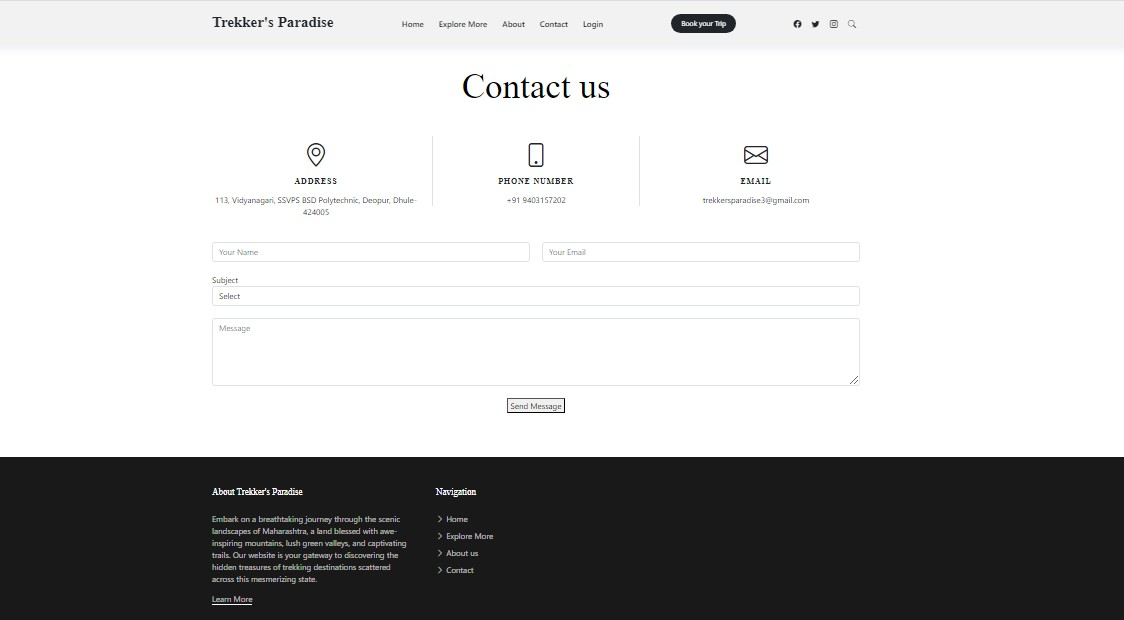 Trekker's Paradise
Home Explore More About Contact Login
Book your Trip
Contact us
ADDRESS
113, Vidyanagari, SSVPS BSD Polytechnic, Deopur, Dhule-
424005
PHONE NUMBER
+91 9403157202
EMAIL
trekkersparadise3@gmail.com
Your Name
Your Email
Subject
Select
Message
Send Message
About Trekker's Paradise
Embark on a breathtaking journey through the scenic
landscapes of Maharashtra, a land blessed with awe-
inspiring mountains, lush green valleys, and captivating
trails. Our website is your gateway to discovering the
hidden treasures of trekking destinations scattered
across this mesmerizing state.
Learn More
Navigation
Home
Explore More
About us
Contact